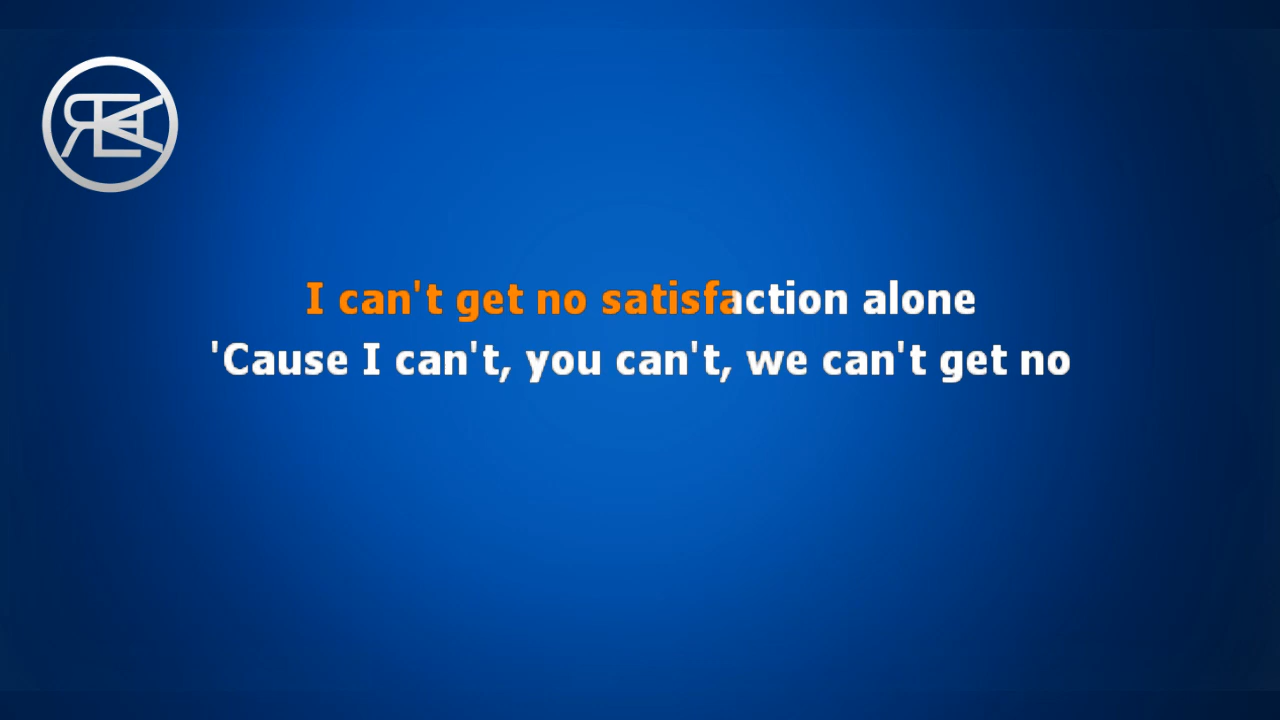 I can't get no satisfaction alone
'Cause I can't, you can't, we can't get no